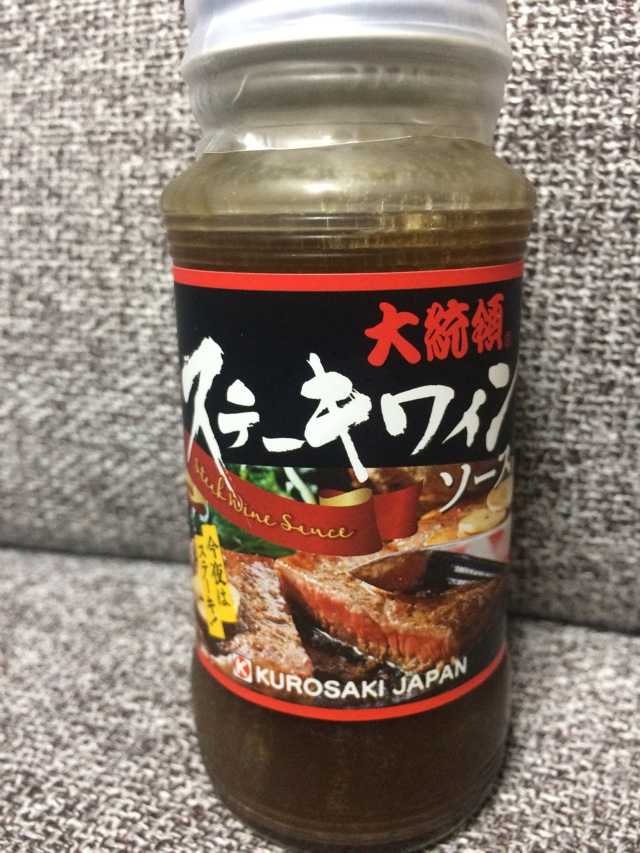 大統領®
ステーキワイン
ソース
Steak Wine Sauce
今夜は
ステーキ!
K KUROSAKI JAPAN